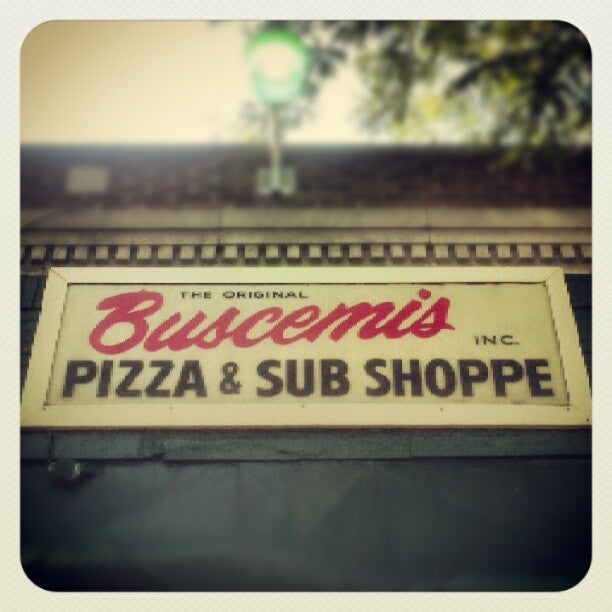 THE ORIGINAL
Buscemis
INC.
PIZZA & SUB SHOPPE